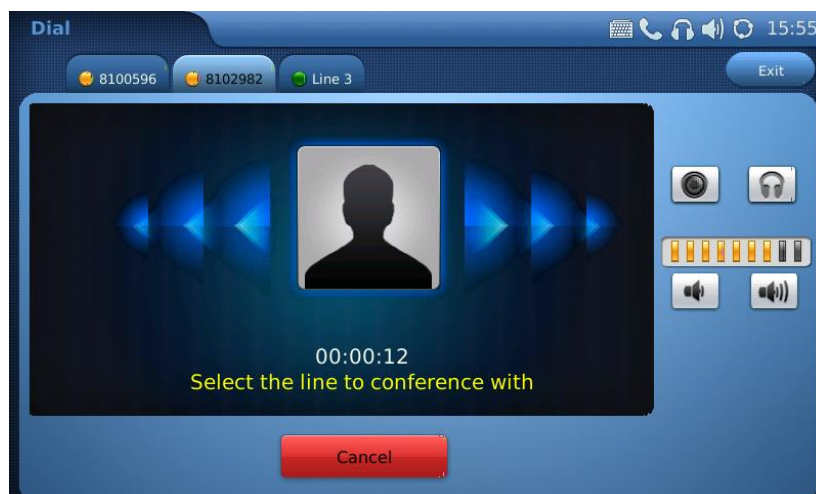 Dial
15:55
8100596
8102982
Line 3
Exit
00:00:12
Select the line to conference with
Cancel